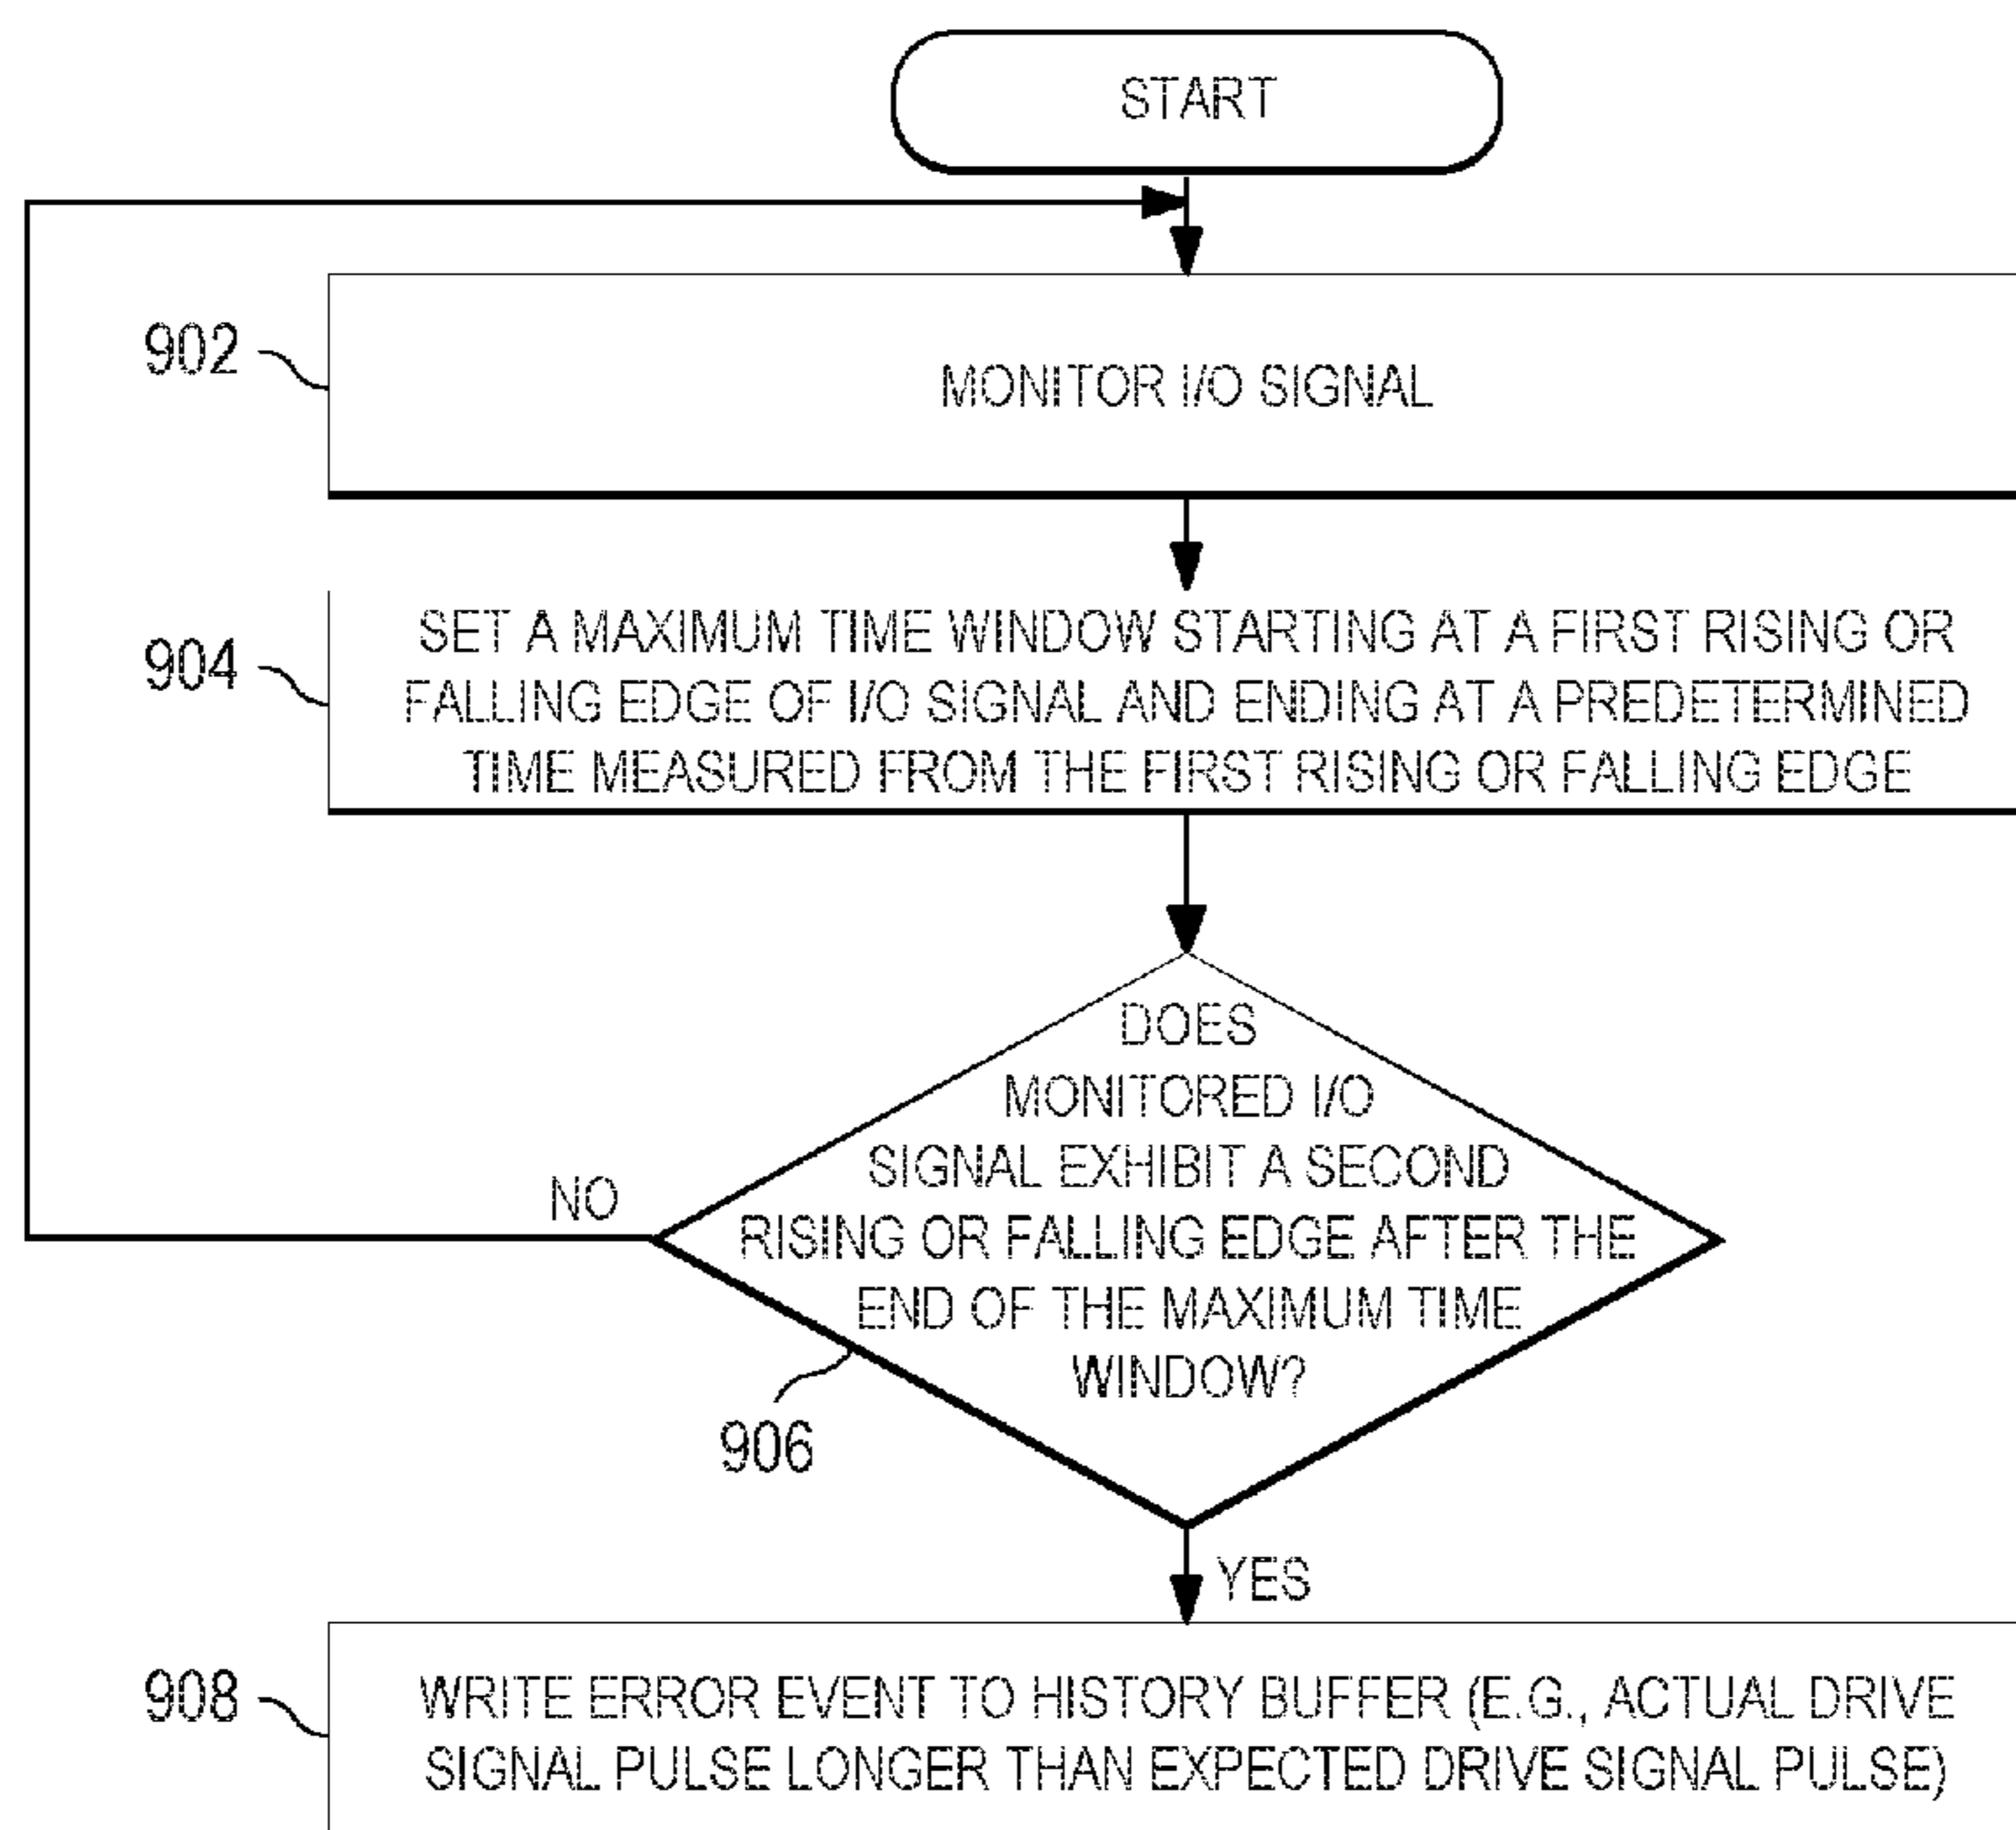 START
902
MONITOR I/O SIGNAL
904
SET A MAXIMUM TIME WINDOW STARTING AT A FIRST RISING OR
FALLING EDGE OF I/O SIGNAL AND ENDING AT A PREDETERMINED
TIME MEASURED FROM THE FIRST RISING OR FALLING EDGE
DOES
MONITORED I/O
SIGNAL EXHIBIT A SECOND
RISING OR FALLING EDGE AFTER THE
END OF THE MAXIMUM TIME
WINDOW?
NO
906
YES
908
WRITE ERROR EVENT TO HISTORY BUFFER (E.G., ACTUAL DRIVE
SIGNAL PULSE LONGER THAN EXPECTED DRIVE SIGNAL PULSE)